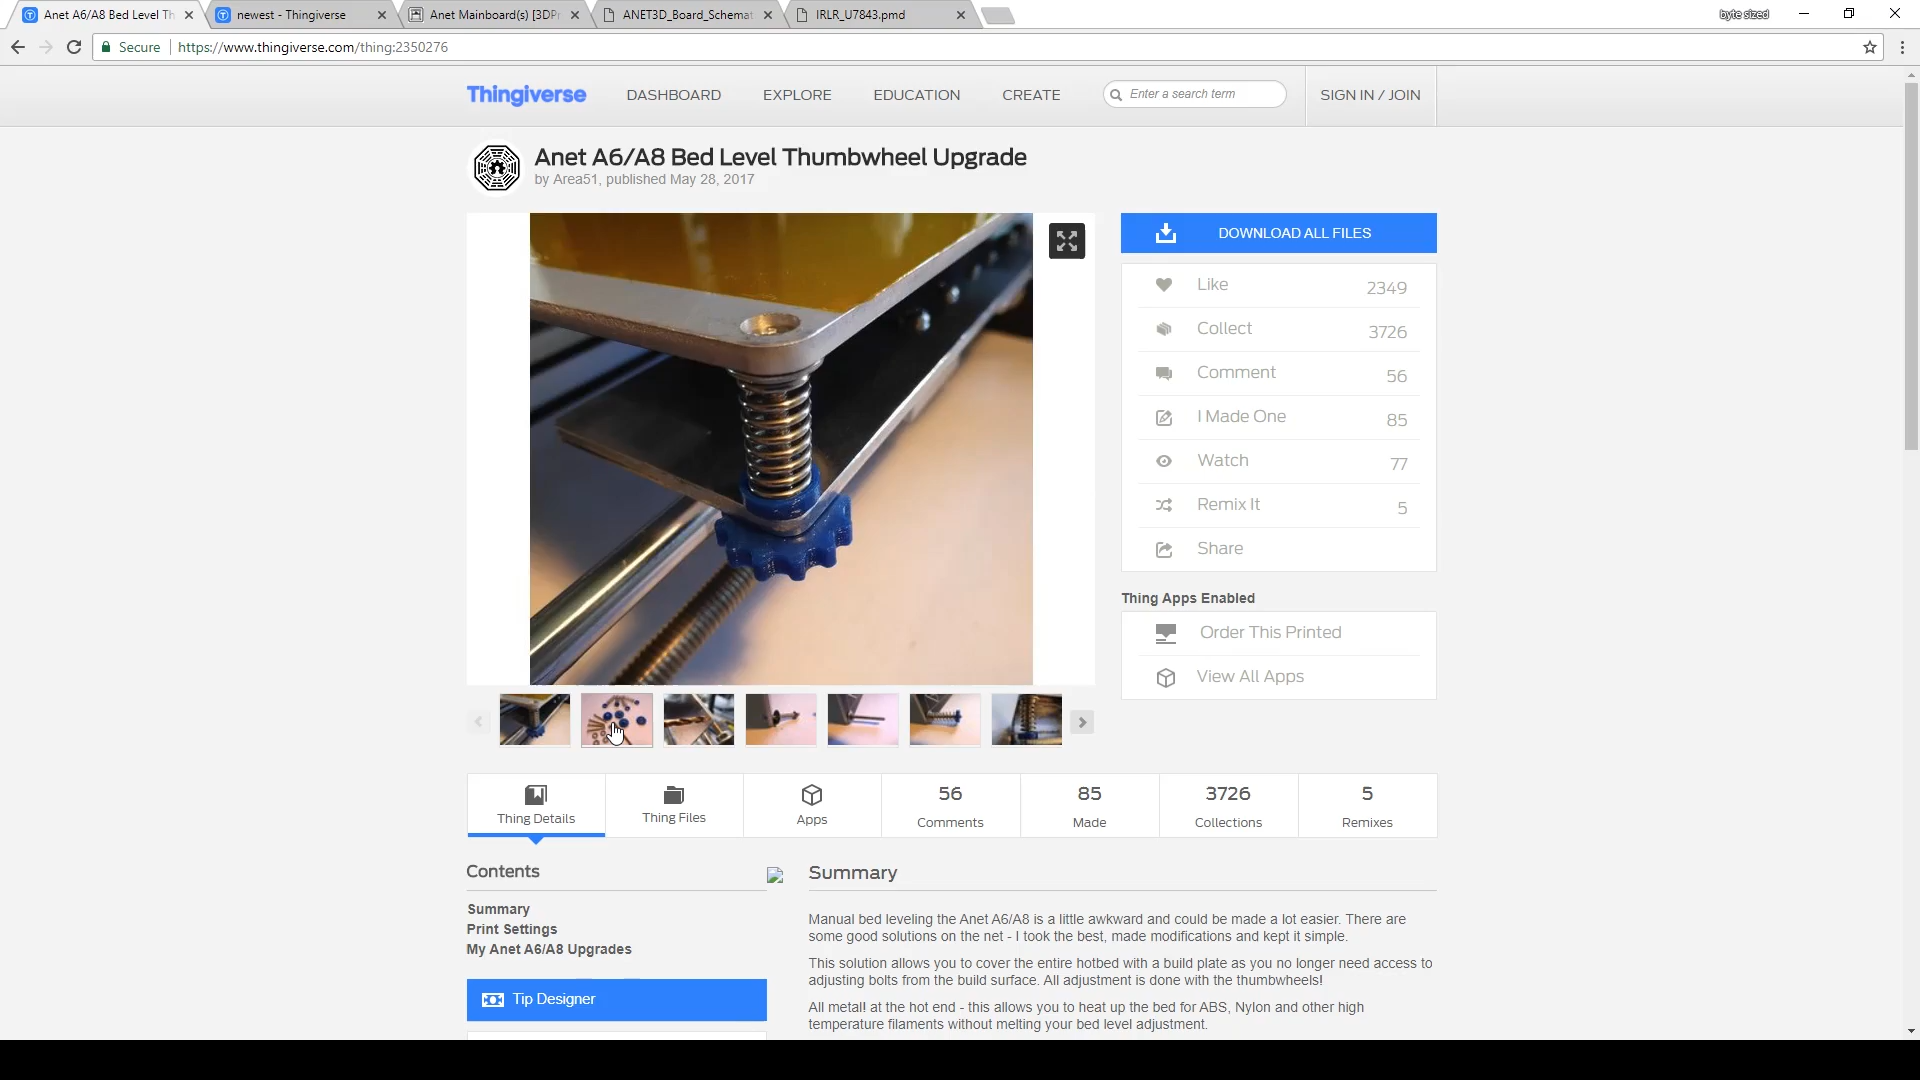 Anet A6/A8 Bed Level Th
newest - Thingiverse
Anet Mainboard(s) [3DPr
ANET3D_Board_Schemat
IRLR_U7843.pmd
byte sized
Secure
https://www.thingiverse.com/thing:2350276
Thingiverse
DASHBOARD
EXPLORE
EDUCATION
CREATE
Enter a search term
SIGN IN / JOIN
Anet A6/A8 Bed Level Thumbwheel Upgrade
by Area51, published May 28, 2017
DOWNLOAD ALL FILES
Like 2349
Collect 3726
Comment 56
I Made One 85
Watch 77
Remix It 5
Share
Thing Apps Enabled
Order This Printed
View All Apps
Thing Details
Thing Files
Apps
56
Comments
85
Made
3726
Collections
5
Remixes
Contents
Summary
Print Settings
My Anet A6/A8 Upgrades
Tip Designer
Summary
Manual bed leveling the Anet A6/A8 is a little awkward and could be made a lot easier. There are
some good solutions on the net - I took the best, made modifications and kept it simple.
This solution allows you to cover the entire hotbed with a build plate as you no longer need access to
adjusting bolts from the build surface. All adjustment is done with the thumbwheels!
All metal! at the hot end - this allows you to heat up the bed for ABS, Nylon and other high
temperature filaments without melting your bed level adjustment.